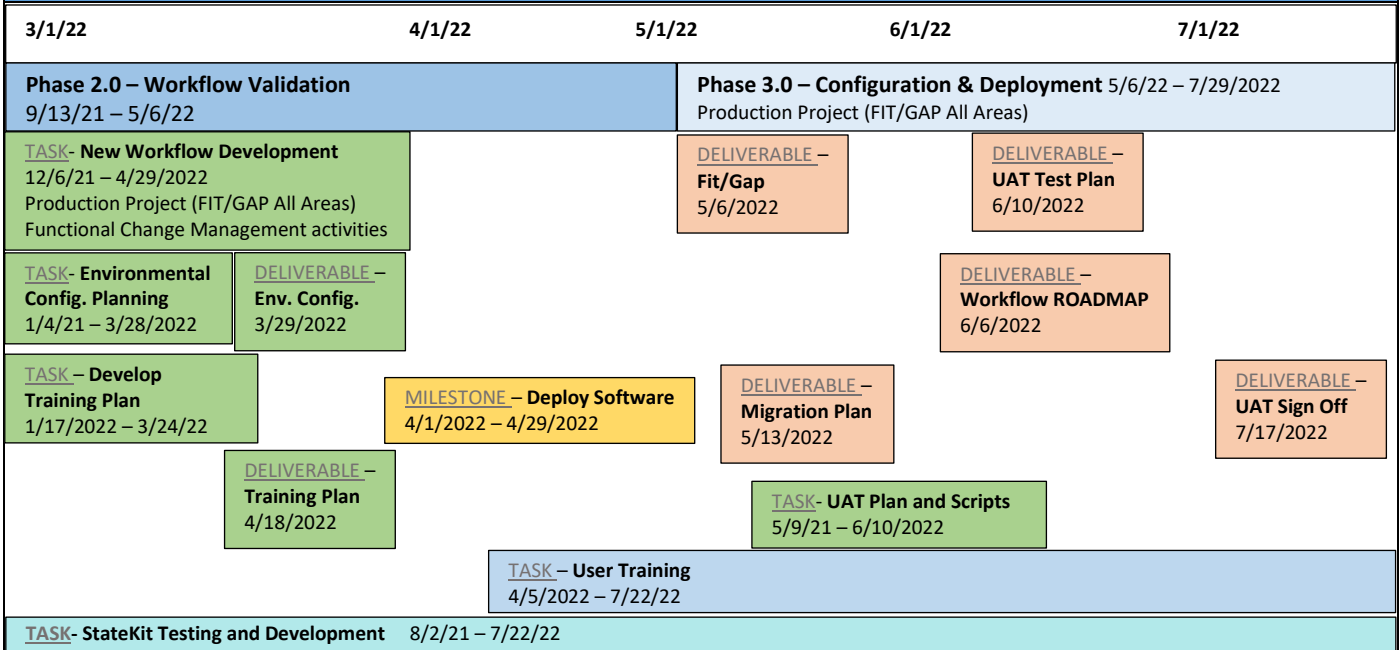 3/1/22 4/1/22 5/1/22 6/1/22 7/1/22
Phase 2.0 – Workflow Validation
9/13/21 – 5/6/22
Phase 3.0 – Configuration & Deployment 5/6/22 – 7/29/2022
Production Project (FIT/GAP All Areas)
TASK- New Workflow Development
12/6/21 – 4/29/2022
Production Project (FIT/GAP All Areas)
Functional Change Management activities
DELIVERABLE –
Fit/Gap
5/6/2022
DELIVERABLE –
UAT Test Plan
6/10/2022
TASK- Environmental
Config. Planning
1/4/21 – 3/28/2022
DELIVERABLE –
Env. Config.
3/29/2022
DELIVERABLE –
Workflow ROADMAP
6/6/2022
TASK – Develop
Training Plan
1/17/2022 – 3/24/22
MILESTONE – Deploy Software
4/1/2022 – 4/29/2022
DELIVERABLE –
Migration Plan
5/13/2022
DELIVERABLE –
UAT Sign Off
7/17/2022
DELIVERABLE –
Training Plan
4/18/2022
TASK- UAT Plan and Scripts
5/9/21 – 6/10/2022
TASK – User Training
4/5/2022 – 7/22/22
TASK- StateKit Testing and Development 8/2/21 – 7/22/22